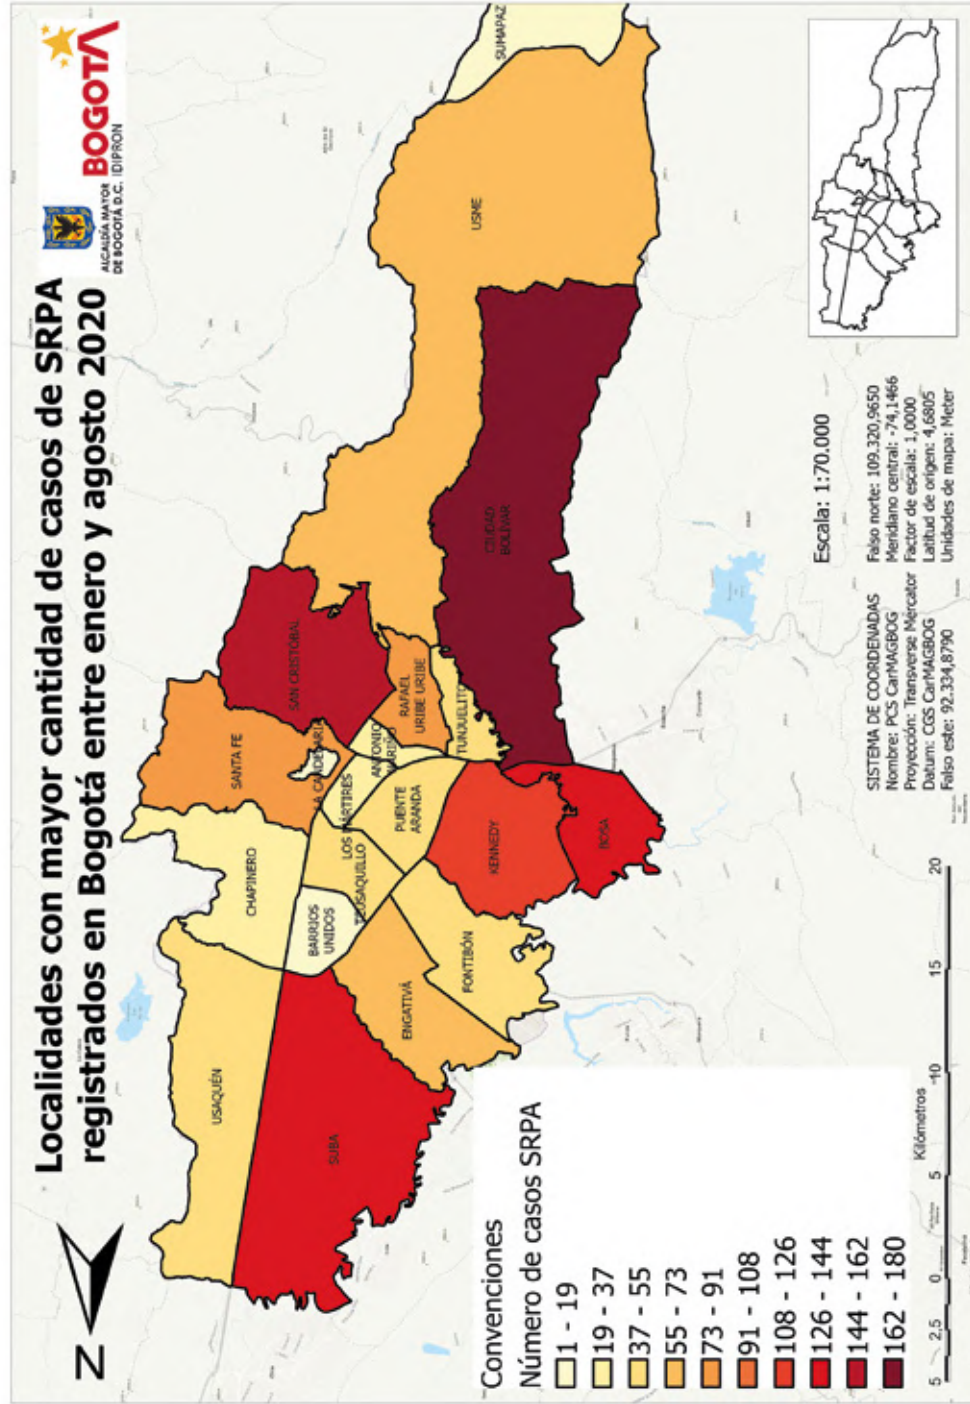 Localidades con mayor cantidad de casos de SRPA
registrados en Bogotá entre enero y agosto 2020
ALCALDÍA MAYOR
DE BOGOTÁ D.C.
BOGOTÁ
IDIPRON
N
SUMAPAZ
USME
CIUDAD
BOLÍVAR
SAN CRISTÓBAL
SANTA FE
LA CANDELARIA
RAFAEL
URIBE URIBE
ANTONIO
NARIÑO
TUNJUELITO
LOS MÁRTIRES
PUENTE
ARANDA
CHAPINERO
TEUSAQUILLO
BARRIOS
UNIDOS
KENNEDY
BOSA
FONTIBÓN
ENGATIVÁ
USAQUÉN
SUBA
Convenciones
Número de casos SRPA
1 - 19
19 - 37
37 - 55
55 - 73
73 - 91
91 - 108
108 - 126
126 - 144
144 - 162
162 - 180
Kilómetros
5 2,5 0 5 10 15 20
Escala: 1:70.000
SISTEMA DE COORDENADAS
Nombre: PCS CarMAGBOG
Proyección: Transverse Mercator
Datum: CGS CarMAGBOG
Falso este: 92.334,8790
Falso norte: 109.320,9650
Meridiano central: -74,1466
Factor de escala: 1,0000
Latitud de origen: 4,6805
Unidades de mapa: Meter